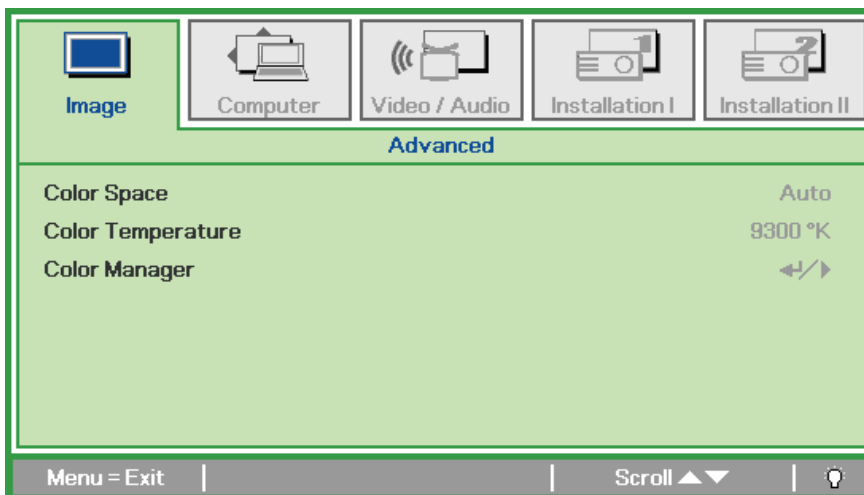 Image Computer Video / Audio Installation I Installation II
Advanced
Color Space Auto
Color Temperature 9300 °K
Color Manager
Menu = Exit Scroll